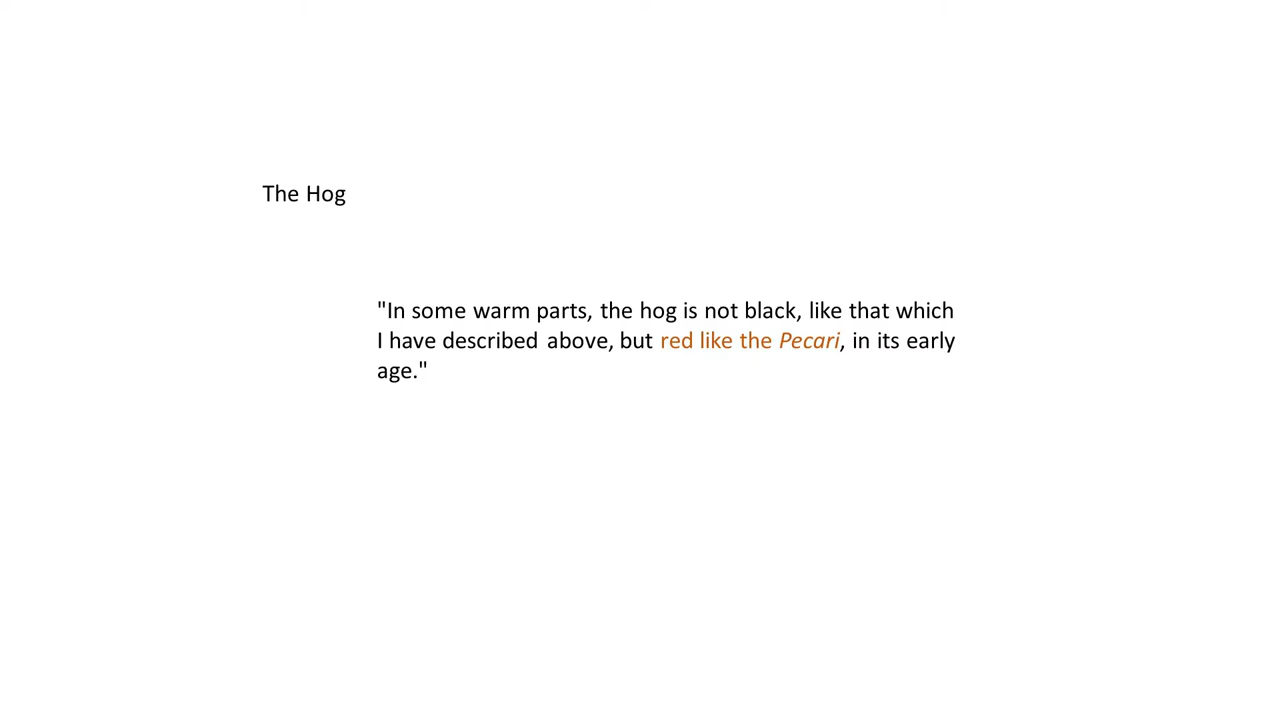 The Hog
"In some warm parts, the hog is not black, like that which
I have described above, but red like the Pecari, in its early
age."